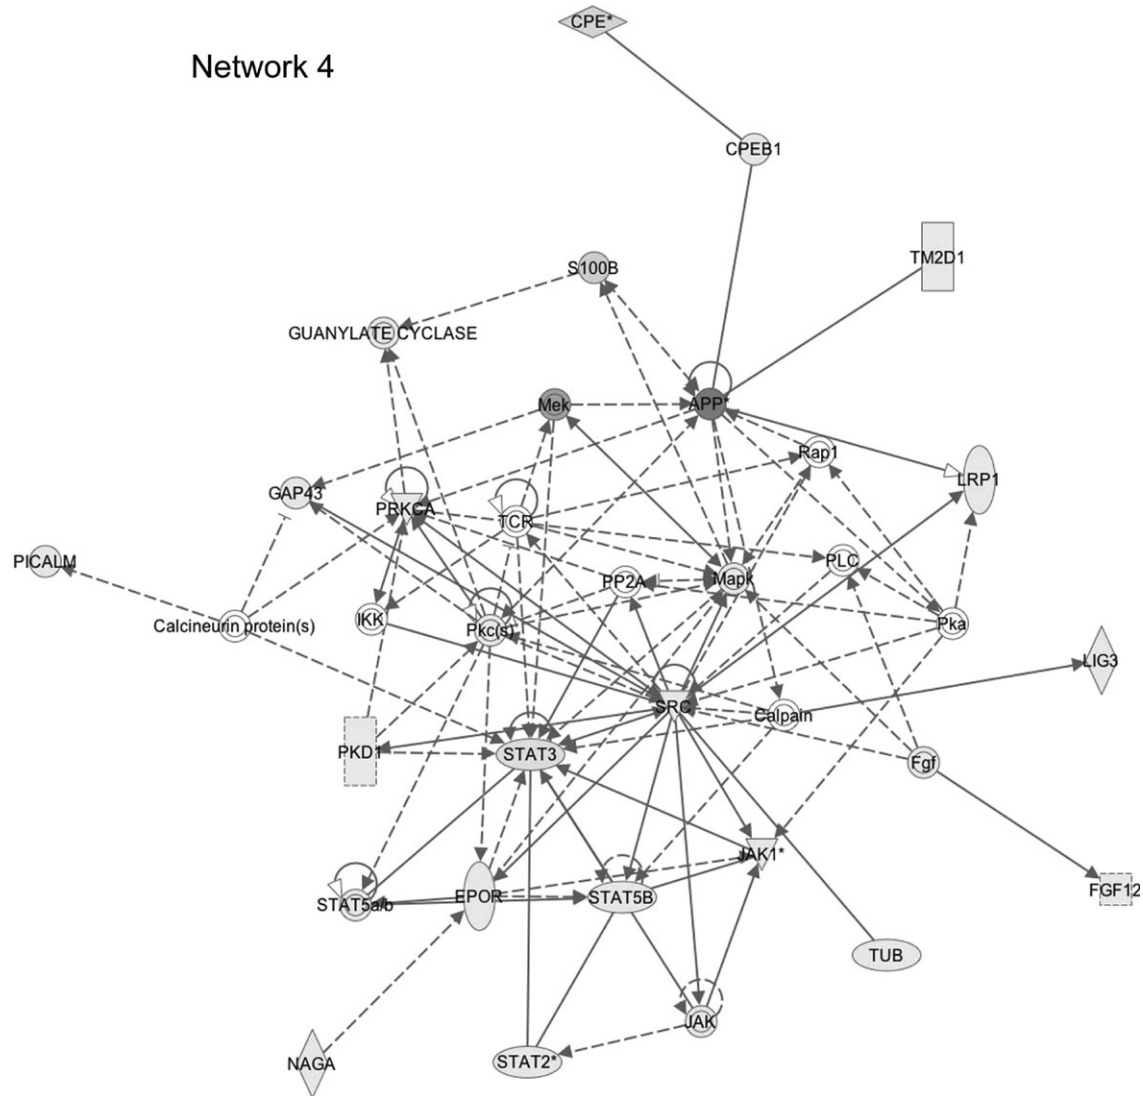 CPE*
Network 4
CPEB1
TM2D1
S100B
GUANYLATE CYCLASE
Mek
APP*
Rap1
LRP1
GAP43
PRKCA
TCR
PICALM
PLC
PP2A
Mapk
Calcineurin protein(s)
IKK
Pkc(s)
Pka
LIG3
SRC
Calpain
PKD1
STAT3
Fgf
JAK1*
FGF12
STAT5a/b
EPOR
STAT5B
TUB
JAK
NAGA
STAT2*